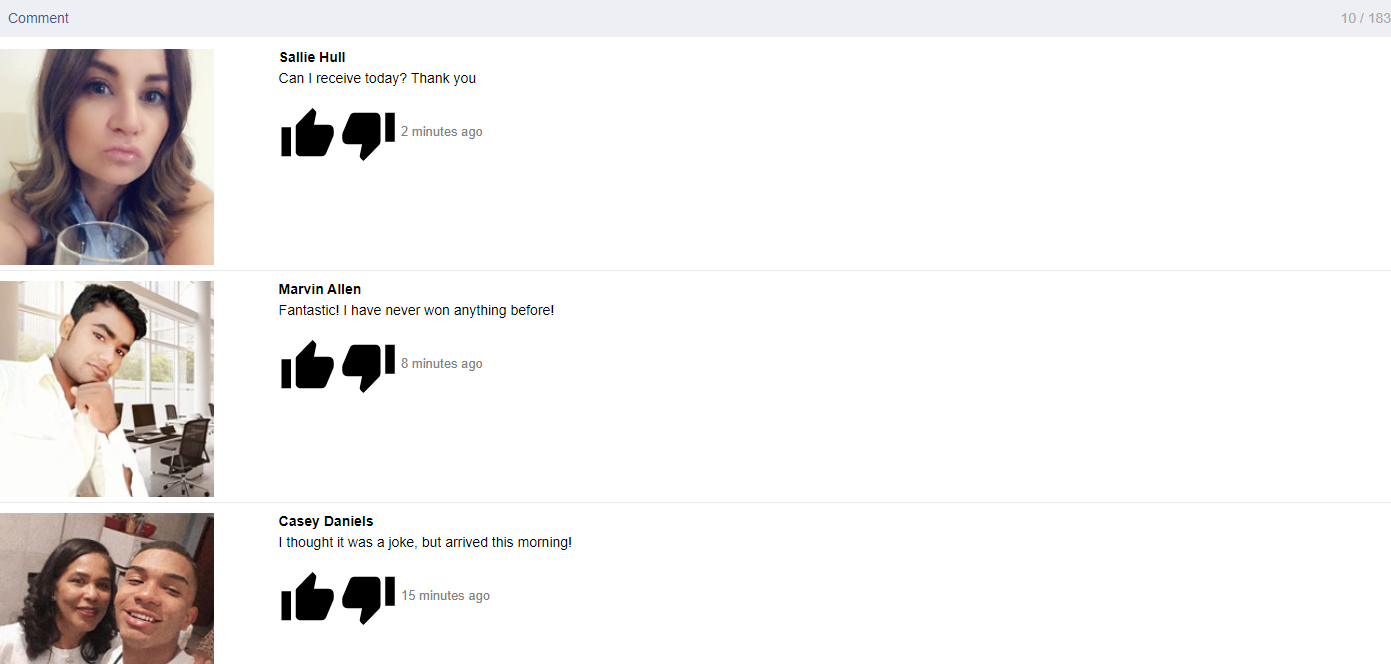 Comment
10 / 183
Sallie Hull
Can I receive today? Thank you
2 minutes ago
Marvin Allen
Fantastic! I have never won anything before!
8 minutes ago
Casey Daniels
I thought it was a joke, but arrived this morning!
15 minutes ago